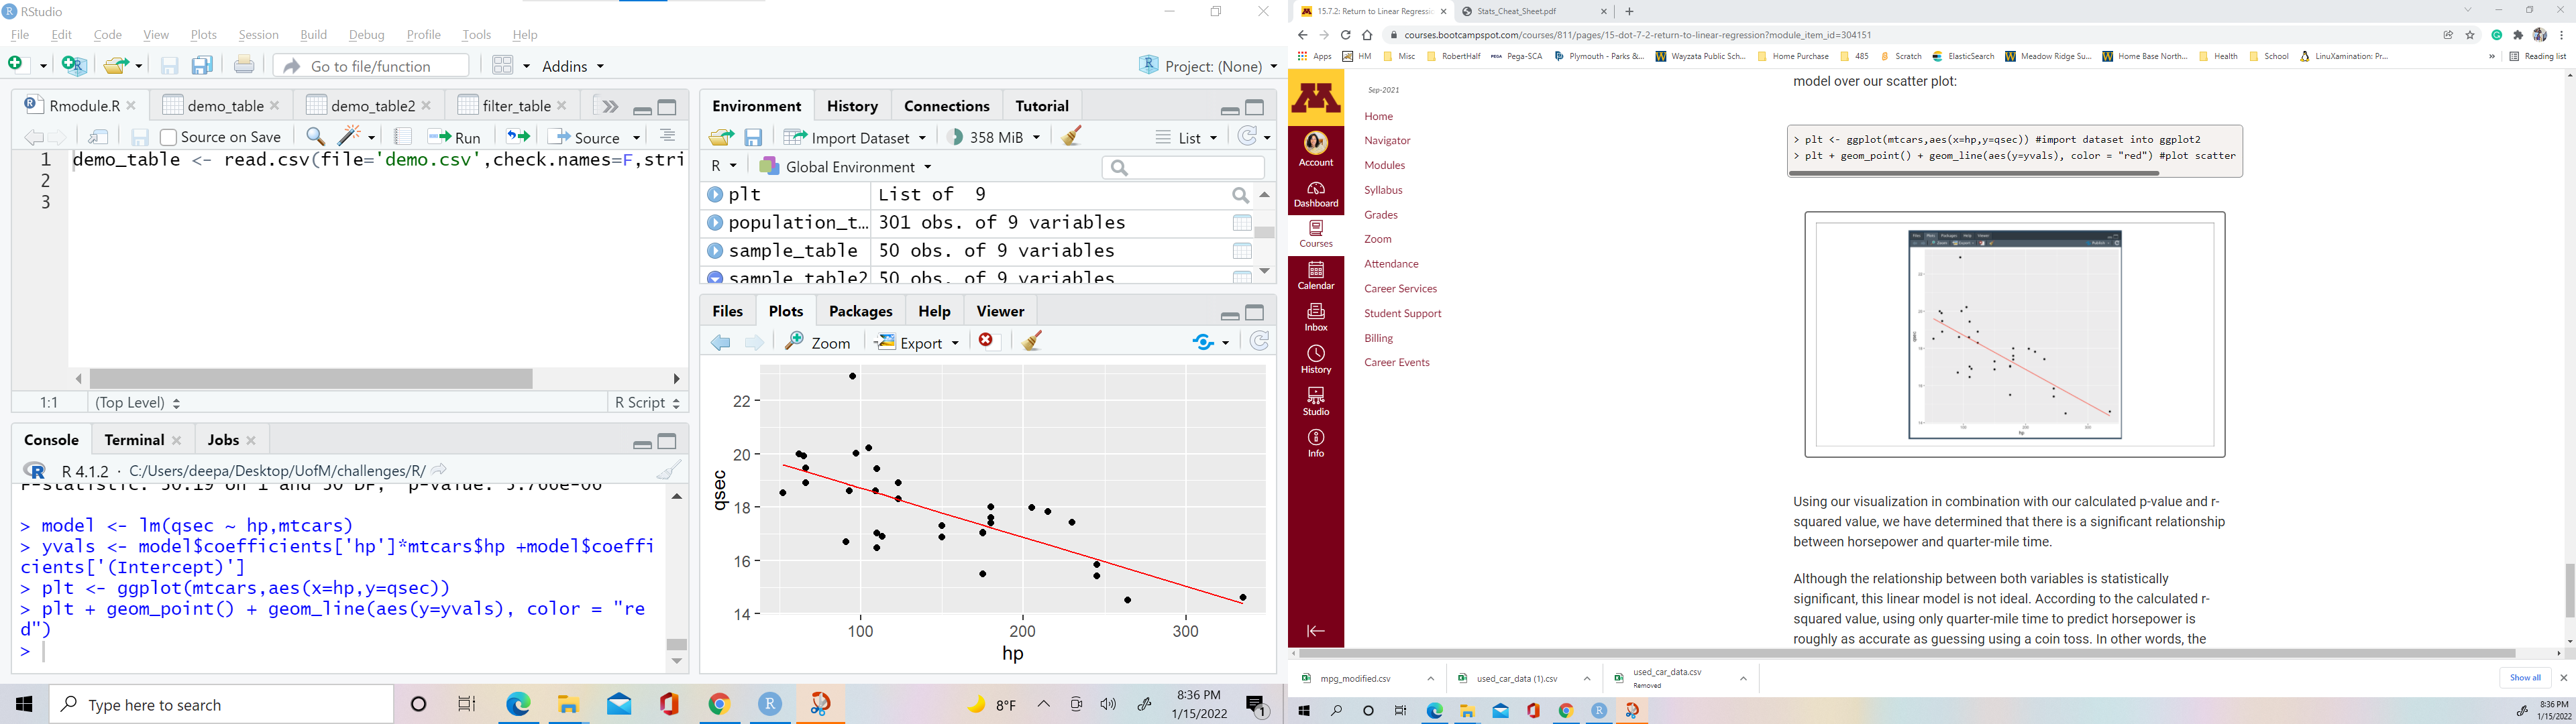 RStudio
File Edit Code View Plots Session Build Debug Profile Tools Help
Go to file/function Addins Project: (None)
Rmodule.R demo_table demo_table2 filter_table
Source on Save Run Source
1 demo_table <- read.csv(file='demo.csv',check.names=F,stri
2
3
1:1 (Top Level) R Script
Console Terminal Jobs
R 4.1.2 · C:/Users/deepa/Desktop/UofM/challenges/R/
> model <- lm(qsec ~ hp,mtcars)
> yvals <- model$coefficients['hp']*mtcars$hp +model$coeffi
cients['(Intercept)']
> plt <- ggplot(mtcars,aes(x=hp,y=qsec))
> plt + geom_point() + geom_line(aes(y=yvals), color = "re
d")
>
Environment History Connections Tutorial
Import Dataset 358 MiB List
R Global Environment
plt List of 9
population_t... 301 obs. of 9 variables
sample_table 50 obs. of 9 variables
sample_table2 50 obs. of 9 variables
Files Plots Packages Help Viewer
Zoom Export
22
20
18
16
14
qsec
100 200 300
hp
Type here to search
8°F
8:36 PM
1/15/2022
1
15.7.2: Return to Linear Regressi Stats_Cheat_Sheet.pdf
courses.bootcampspot.com/courses/811/pages/15-dot-7-2-return-to-linear-regression?module_item_id=304151
Apps HM Misc RobertHalf Pega-SCA Plymouth - Parks &... Wayzata Public Sch... Home Purchase 485 Scratch ElasticSearch Meadow Ridge Su... Home Base North... Health School LinuXamination: Pr... » Reading list
Account
Dashboard
Courses
Calendar
Inbox
History
Studio
Info
Sep-2021
Home
Navigator
Modules
Syllabus
Grades
Zoom
Attendance
Career Services
Student Support
Billing
Career Events
model over our scatter plot:
> plt <- ggplot(mtcars,aes(x=hp,y=qsec)) #import dataset into ggplot2
> plt + geom_point() + geom_line(aes(y=yvals), color = "red") #plot scatter
Using our visualization in combination with our calculated p-value and r-
squared value, we have determined that there is a significant relationship
between horsepower and quarter-mile time.
Although the relationship between both variables is statistically
significant, this linear model is not ideal. According to the calculated r-
squared value, using only quarter-mile time to predict horsepower is
roughly as accurate as guessing using a coin toss. In other words, the
mpg_modified.csv used_car_data (1).csv used_car_data.csv
Removed
Show all
8:36 PM
1/15/2022